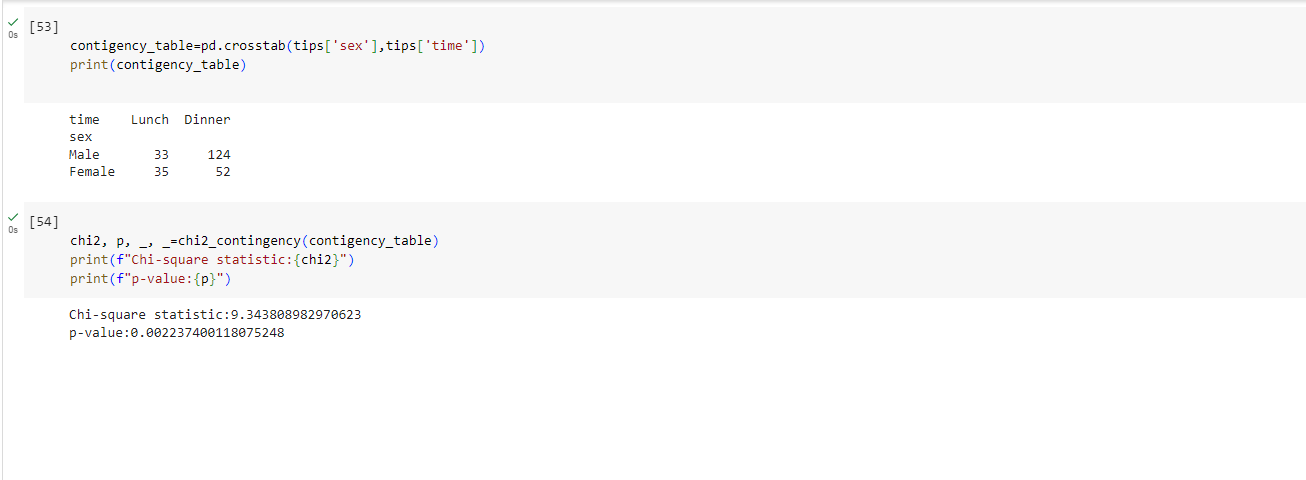 [53]
0s
contigency_table=pd.crosstab(tips['sex'],tips['time'])
print(contigency_table)
time    Lunch  Dinner
sex
Male       33     124
Female     35      52
[54]
0s
chi2, p, _, _=chi2_contingency(contigency_table)
print(f"Chi-square statistic:{chi2}")
print(f"p-value:{p}")
Chi-square statistic:9.343808982970623
p-value:0.002237400118075248